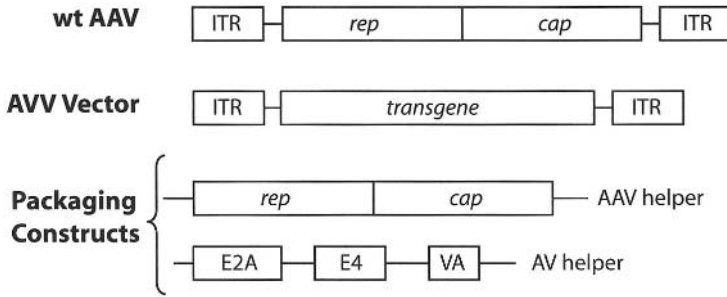 wt AAV ITR rep cap ITR
AVV Vector ITR transgene ITR
Packaging
Constructs
rep cap AAV helper
E2A E4 VA AV helper